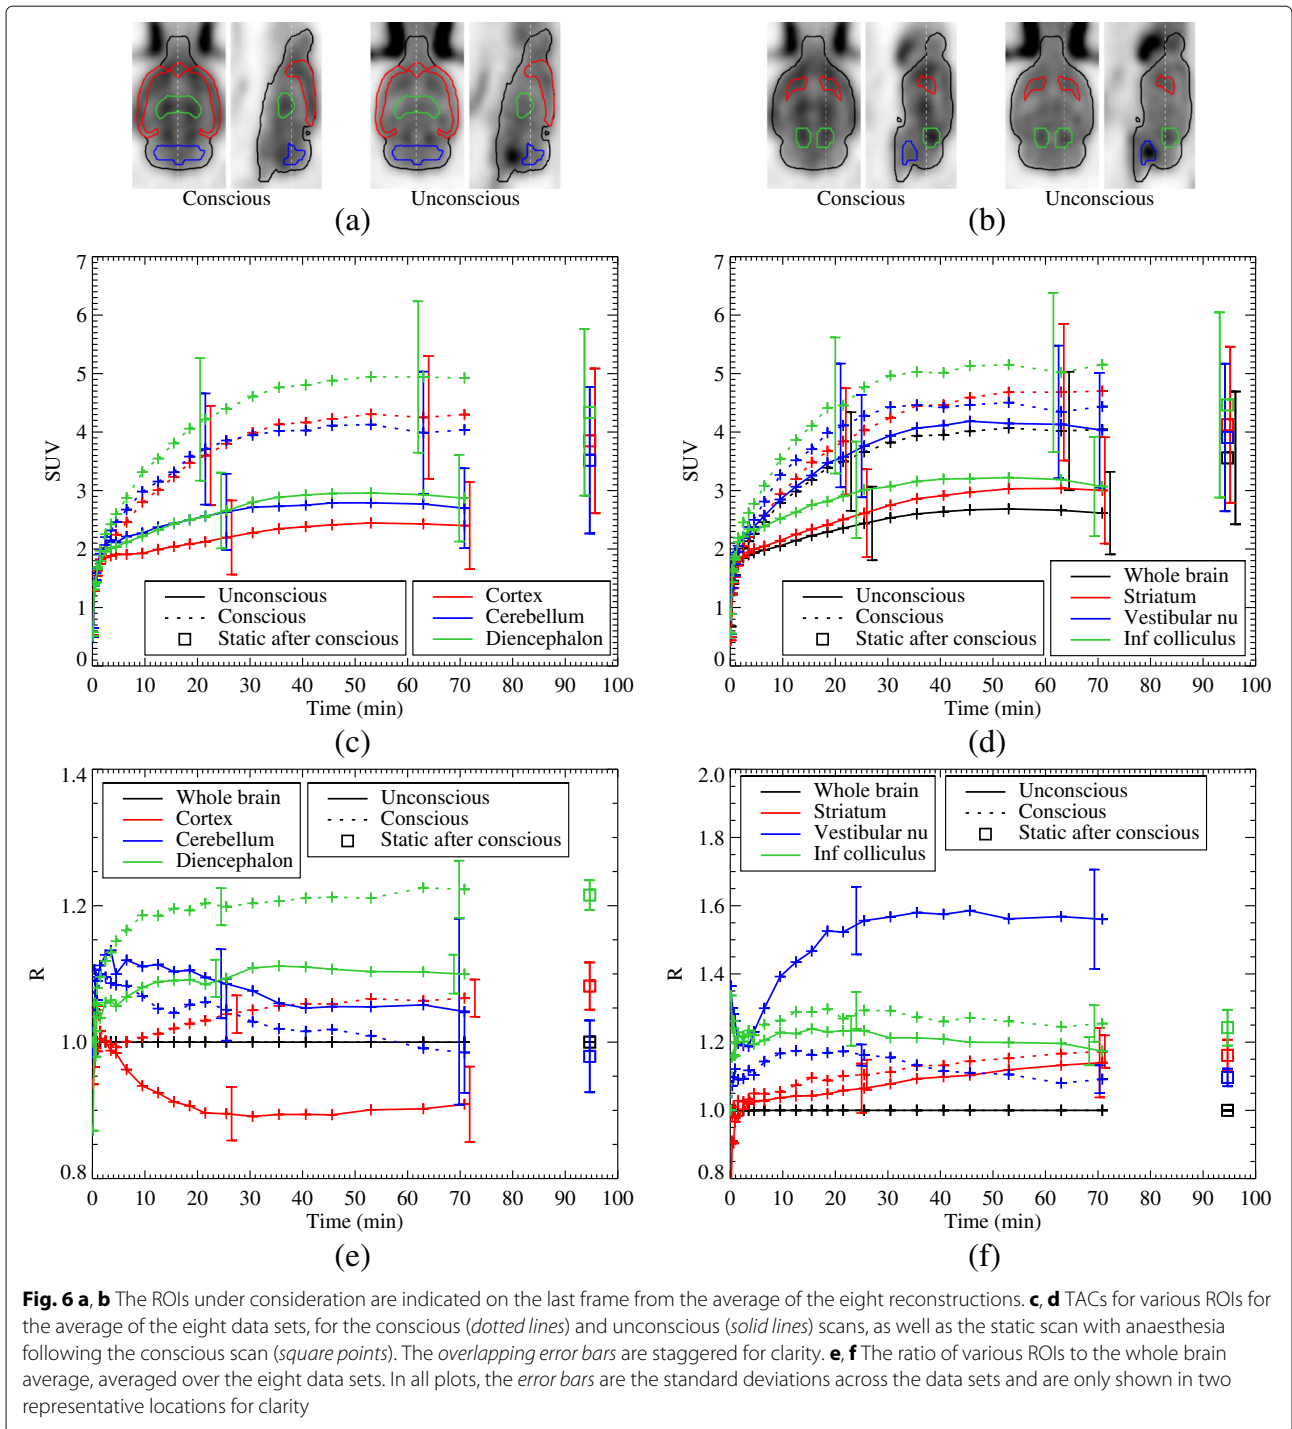 Conscious Unconscious
(a)
Conscious Unconscious
(b)
SUV
7
6
5
4
3
2
1
0
Unconscious
Conscious
Static after conscious
Cortex
Cerebellum
Diencephalon
0 10 20 30 40 50 60 70 80 90 100
Time (min)
(c)
SUV
7
6
5
4
3
2
1
0
Unconscious
Conscious
Static after conscious
Whole brain
Striatum
Vestibular nu
Inf colliculus
0 10 20 30 40 50 60 70 80 90 100
Time (min)
(d)
R
1.4
1.2
1.0
0.8
Whole brain
Cortex
Cerebellum
Diencephalon
Unconscious
Conscious
Static after conscious
0 10 20 30 40 50 60 70 80 90 100
Time (min)
(e)
R
2.0
1.8
1.6
1.4
1.2
1.0
0.8
Whole brain
Striatum
Vestibular nu
Inf colliculus
Unconscious
Conscious
Static after conscious
0 10 20 30 40 50 60 70 80 90 100
Time (min)
(f)
Fig. 6 a, b The ROIs under consideration are indicated on the last frame from the average of the eight reconstructions. c, d TACs for various ROIs for
the average of the eight data sets, for the conscious (dotted lines) and unconscious (solid lines) scans, as well as the static scan with anaesthesia
following the conscious scan (square points). The overlapping error bars are staggered for clarity. e, f The ratio of various ROIs to the whole brain
average, averaged over the eight data sets. In all plots, the error bars are the standard deviations across the data sets and are only shown in two
representative locations for clarity